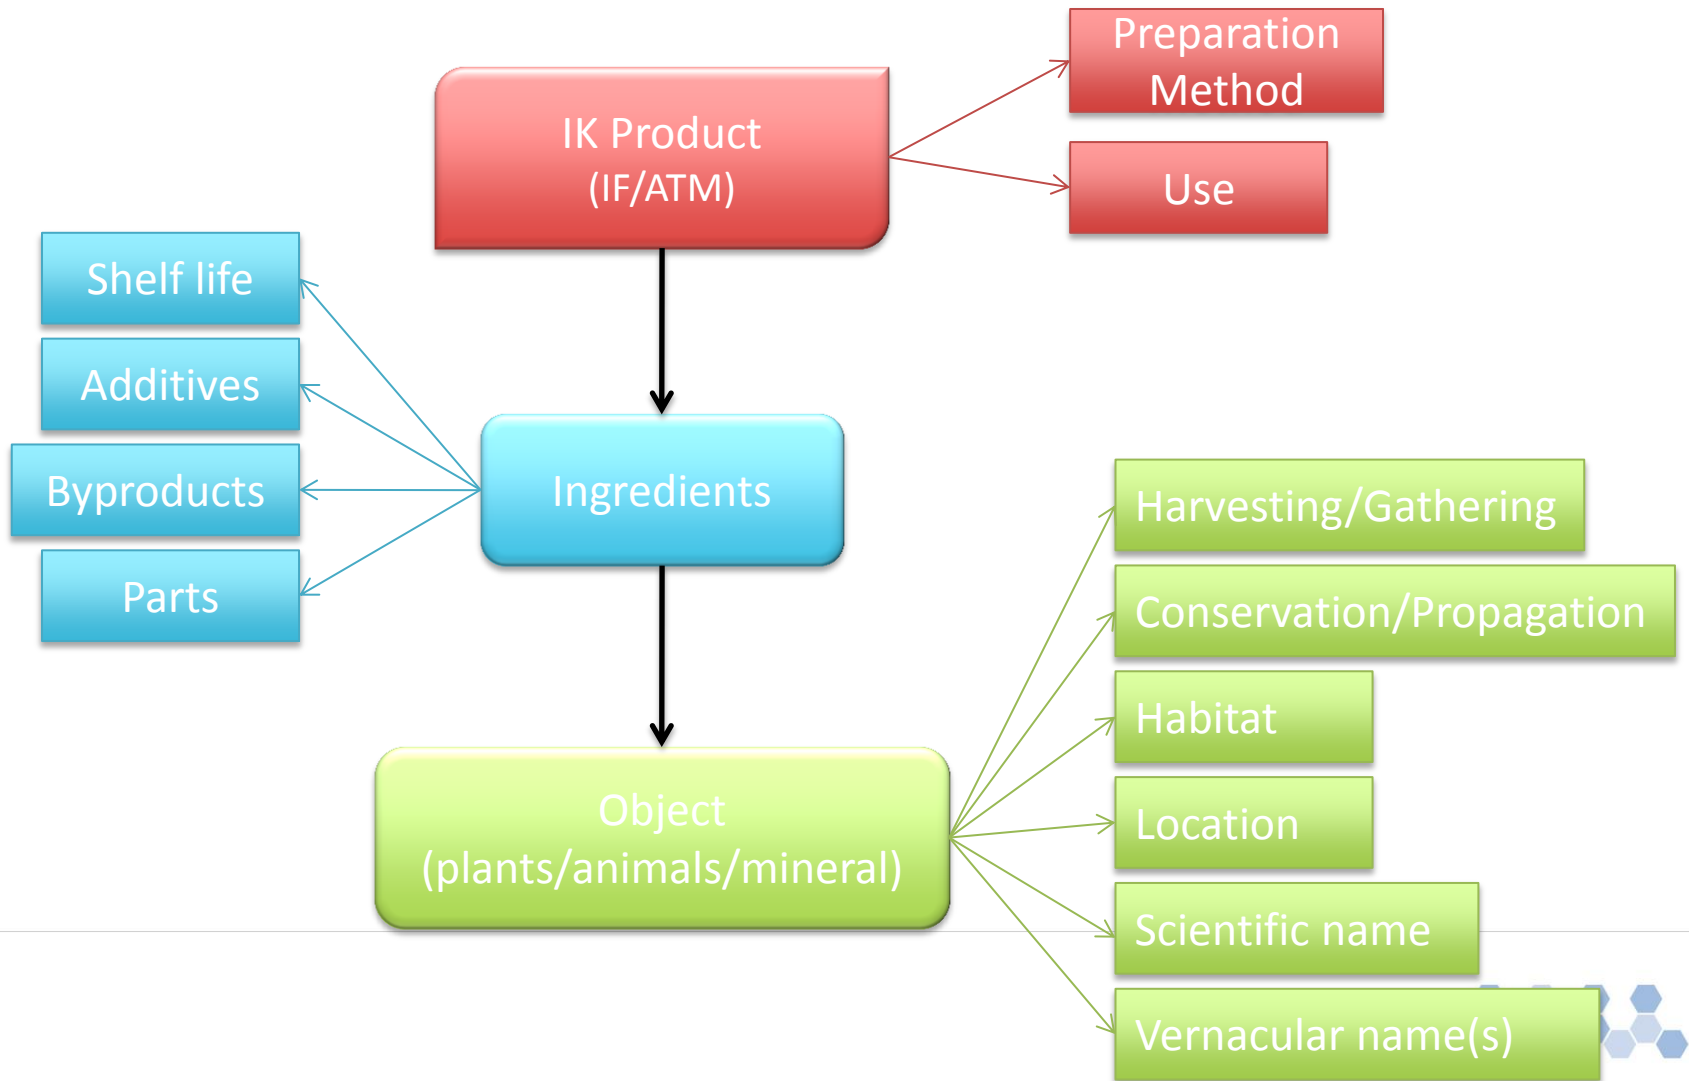 Preparation
Method
IK Product
(IF/ATM)
Use
Shelf life
Additives
Byproducts
Parts
Ingredients
Harvesting/Gathering
Conservation/Propagation
Habitat
Location
Scientific name
Vernacular name(s)
Object
(plants/animals/mineral)